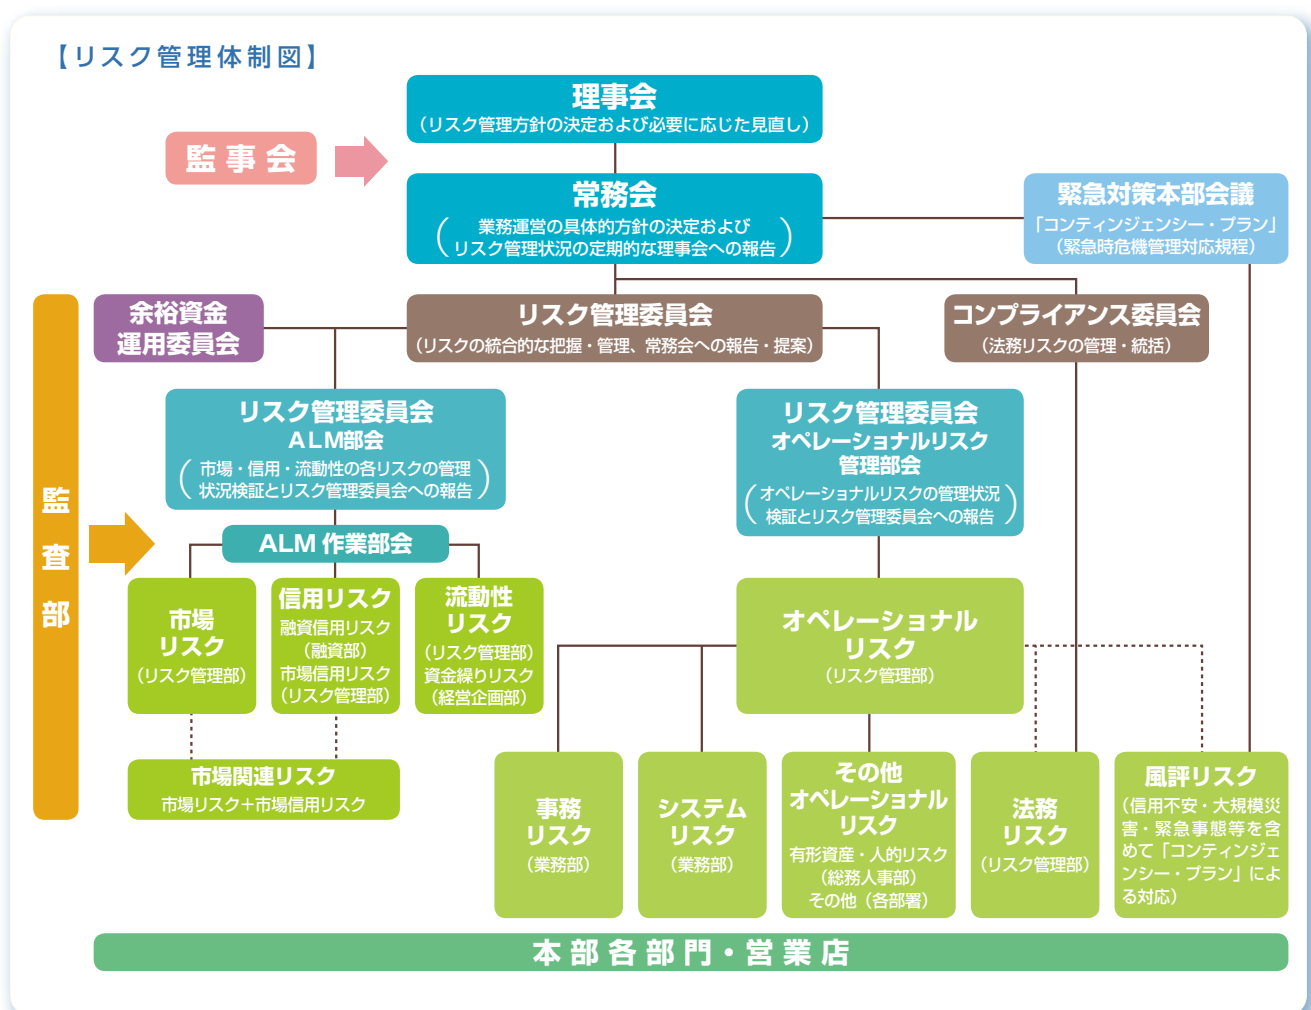 【リスク管理体制図】
理事会
（リスク管理方針の決定および必要に応じた見直し）
監事会
常務会
（業務運営の具体的方針の決定および
リスク管理状況の定期的な理事会への報告）
緊急対策本部会議
「コンティンジェンシー・プラン」
（緊急時危機管理対応規程）
監査部
余裕資金
運用委員会
リスク管理委員会
（リスクの統合的な把握・管理、常務会への報告・提案）
コンプライアンス委員会
（法務リスクの管理・統括）
リスク管理委員会
ALM部会
（市場・信用・流動性の各リスクの管理
状況検証とリスク管理委員会への報告）
リスク管理委員会
オペレーショナルリスク
管理部会
（オペレーショナルリスクの管理状況
検証とリスク管理委員会への報告）
ALM 作業部会
市場
リスク
（リスク管理部）
信用リスク
融資信用リスク
（融資部）
市場信用リスク
（リスク管理部）
流動性
リスク
（リスク管理部）
資金繰りリスク
（経営企画部）
オペレーショナル
リスク
（リスク管理部）
市場関連リスク
市場リスク＋市場信用リスク
事務
リスク
（業務部）
システム
リスク
（業務部）
その他
オペレーショナル
リスク
有形資産・人的リスク
（総務人事部）
その他（各部署）
法務
リスク
（リスク管理部）
風評リスク
（信用不安・大規模災
害・緊急事態等を含
めて「コンティンジェ
ンシー・プラン」によ
る対応）
本部各部門・営業店